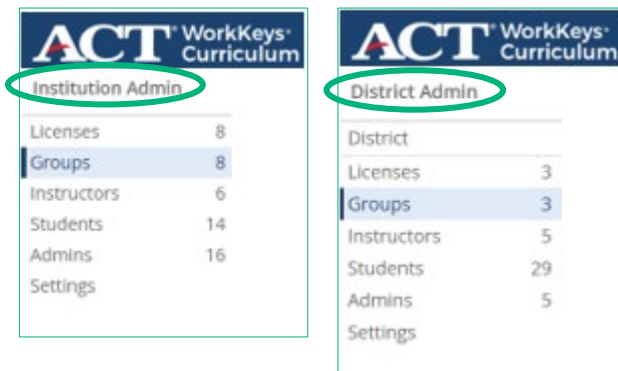 ACT® WorkKeys®
Curriculum
Institution Admin
Licenses 8
Groups 8
Instructors 6
Students 14
Admins 16
Settings
ACT® WorkKeys®
Curriculum
District Admin
District
Licenses 3
Groups 3
Instructors 5
Students 29
Admins 5
Settings